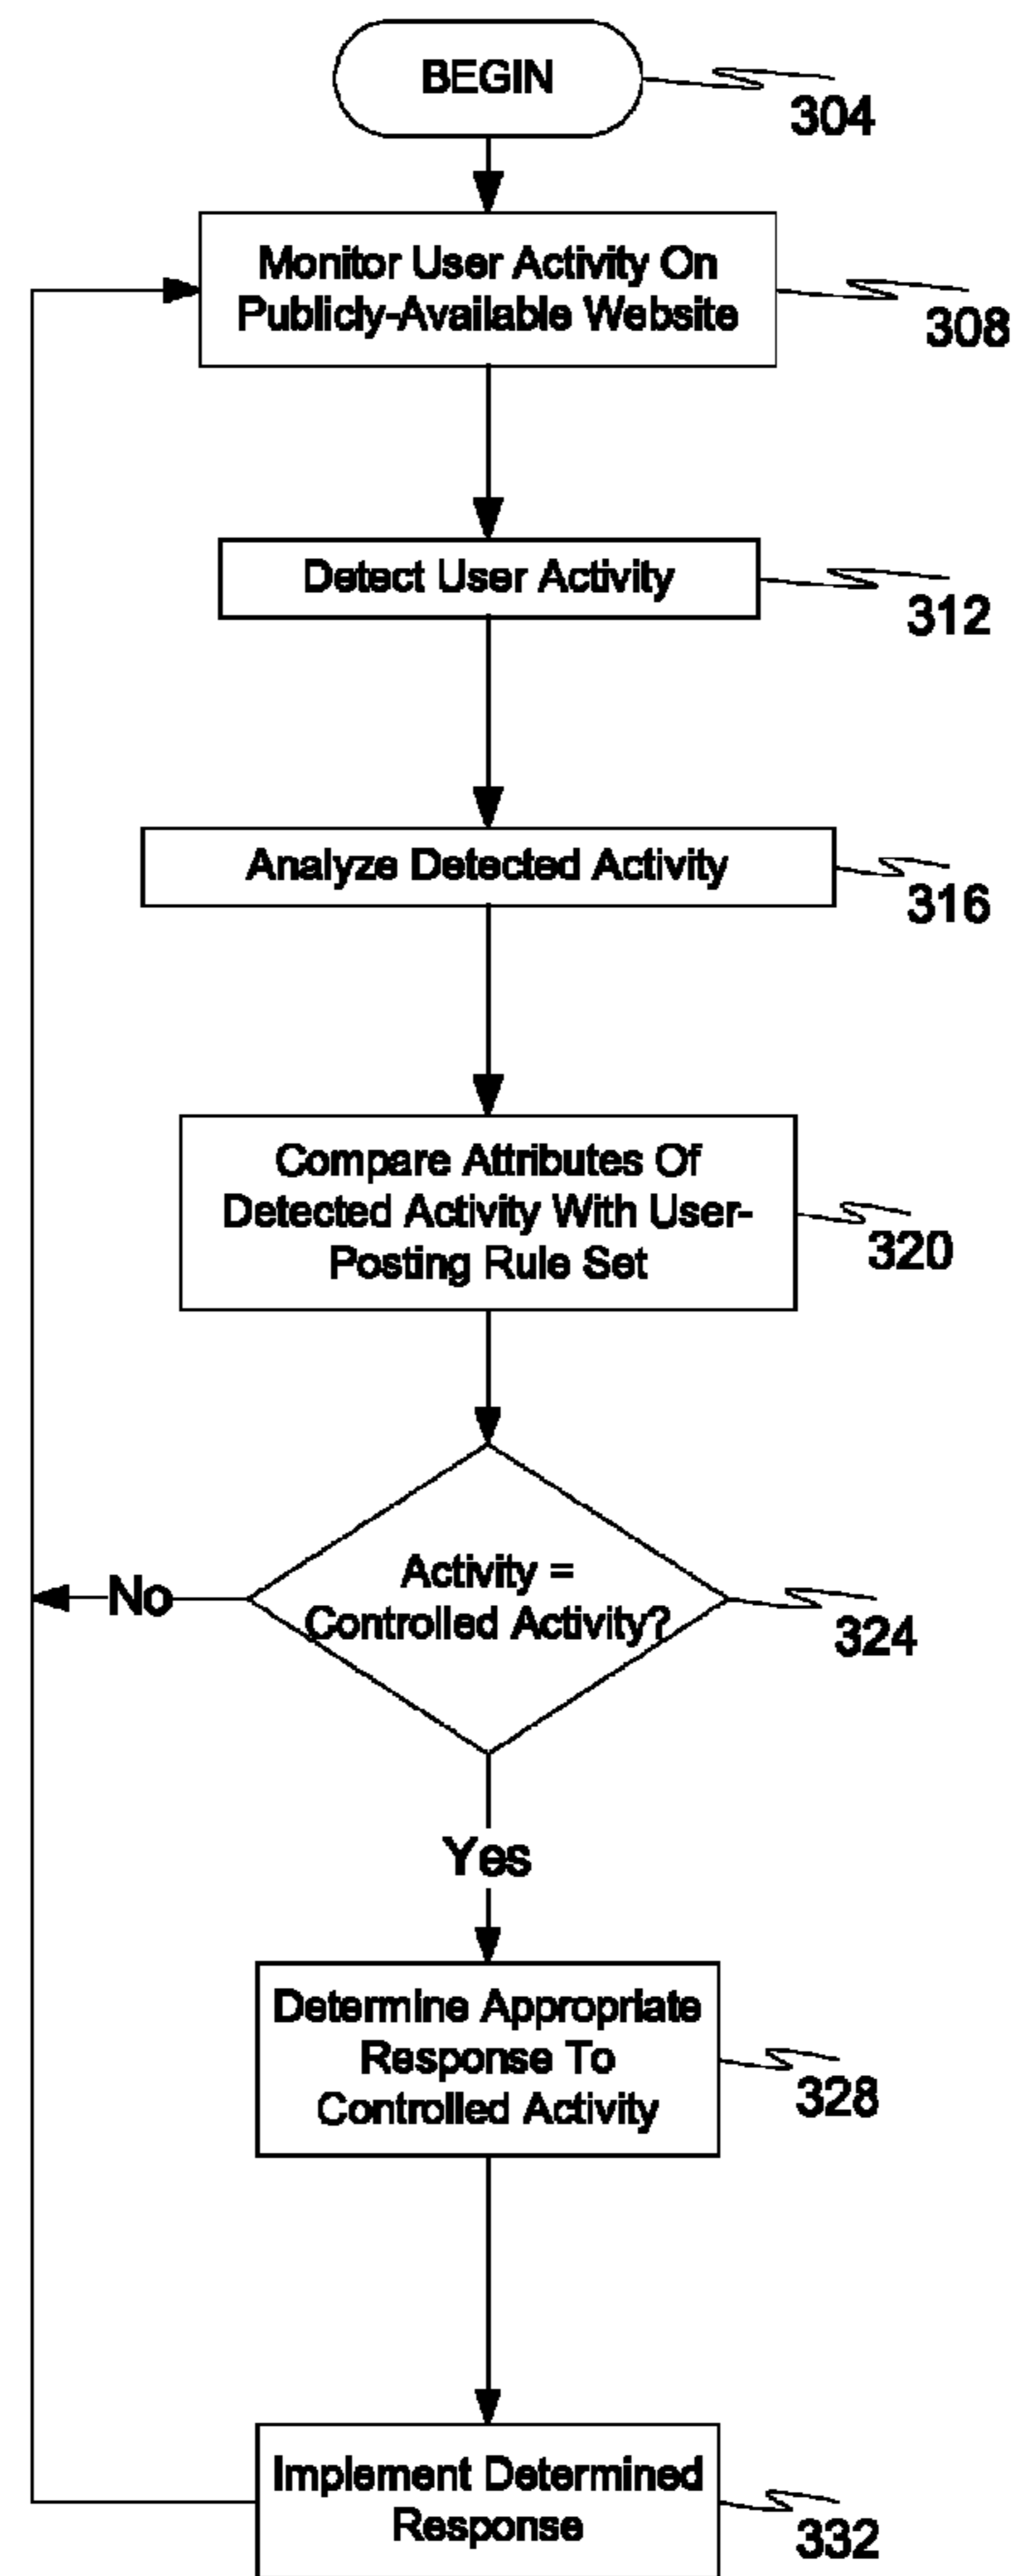 BEGIN
304
Monitor User Activity On
Publicly-Available Website
308
Detect User Activity
312
Analyze Detected Activity
316
Compare Attributes Of
Detected Activity With User-
Posting Rule Set
320
Activity =
Controlled Activity?
324
No
Yes
Determine Appropriate
Response To
Controlled Activity
328
Implement Determined
Response
332